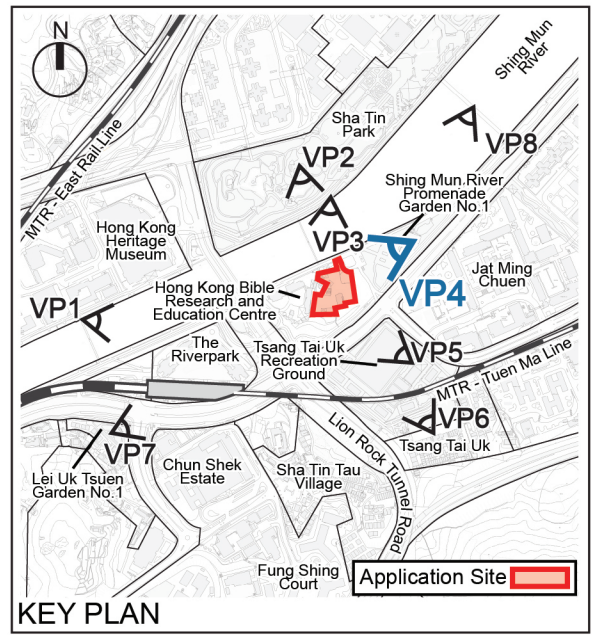 N
Shing Mun
River
Sha Tin
Park
VP8
MTR - East Rail Line
VP2
Shing Mun River
Promenade
Garden No.1
Hong Kong
Heritage
Museum
VP3
Jat Ming
Chuen
VP4
Hong Kong Bible
Research and
Education Centre
VP1
The
Riverpark
Tsang Tai Uk
Recreation
Ground
VP5
MTR - Tuen Ma Line
VP6
Tsang Tai Uk
VP7
Lion Rock Tunnel Road
Chun Shek
Estate
Sha Tin Tau
Village
Lei Uk Tsuen
Garden No.1
Fung Shing
Court
Application Site
KEY PLAN